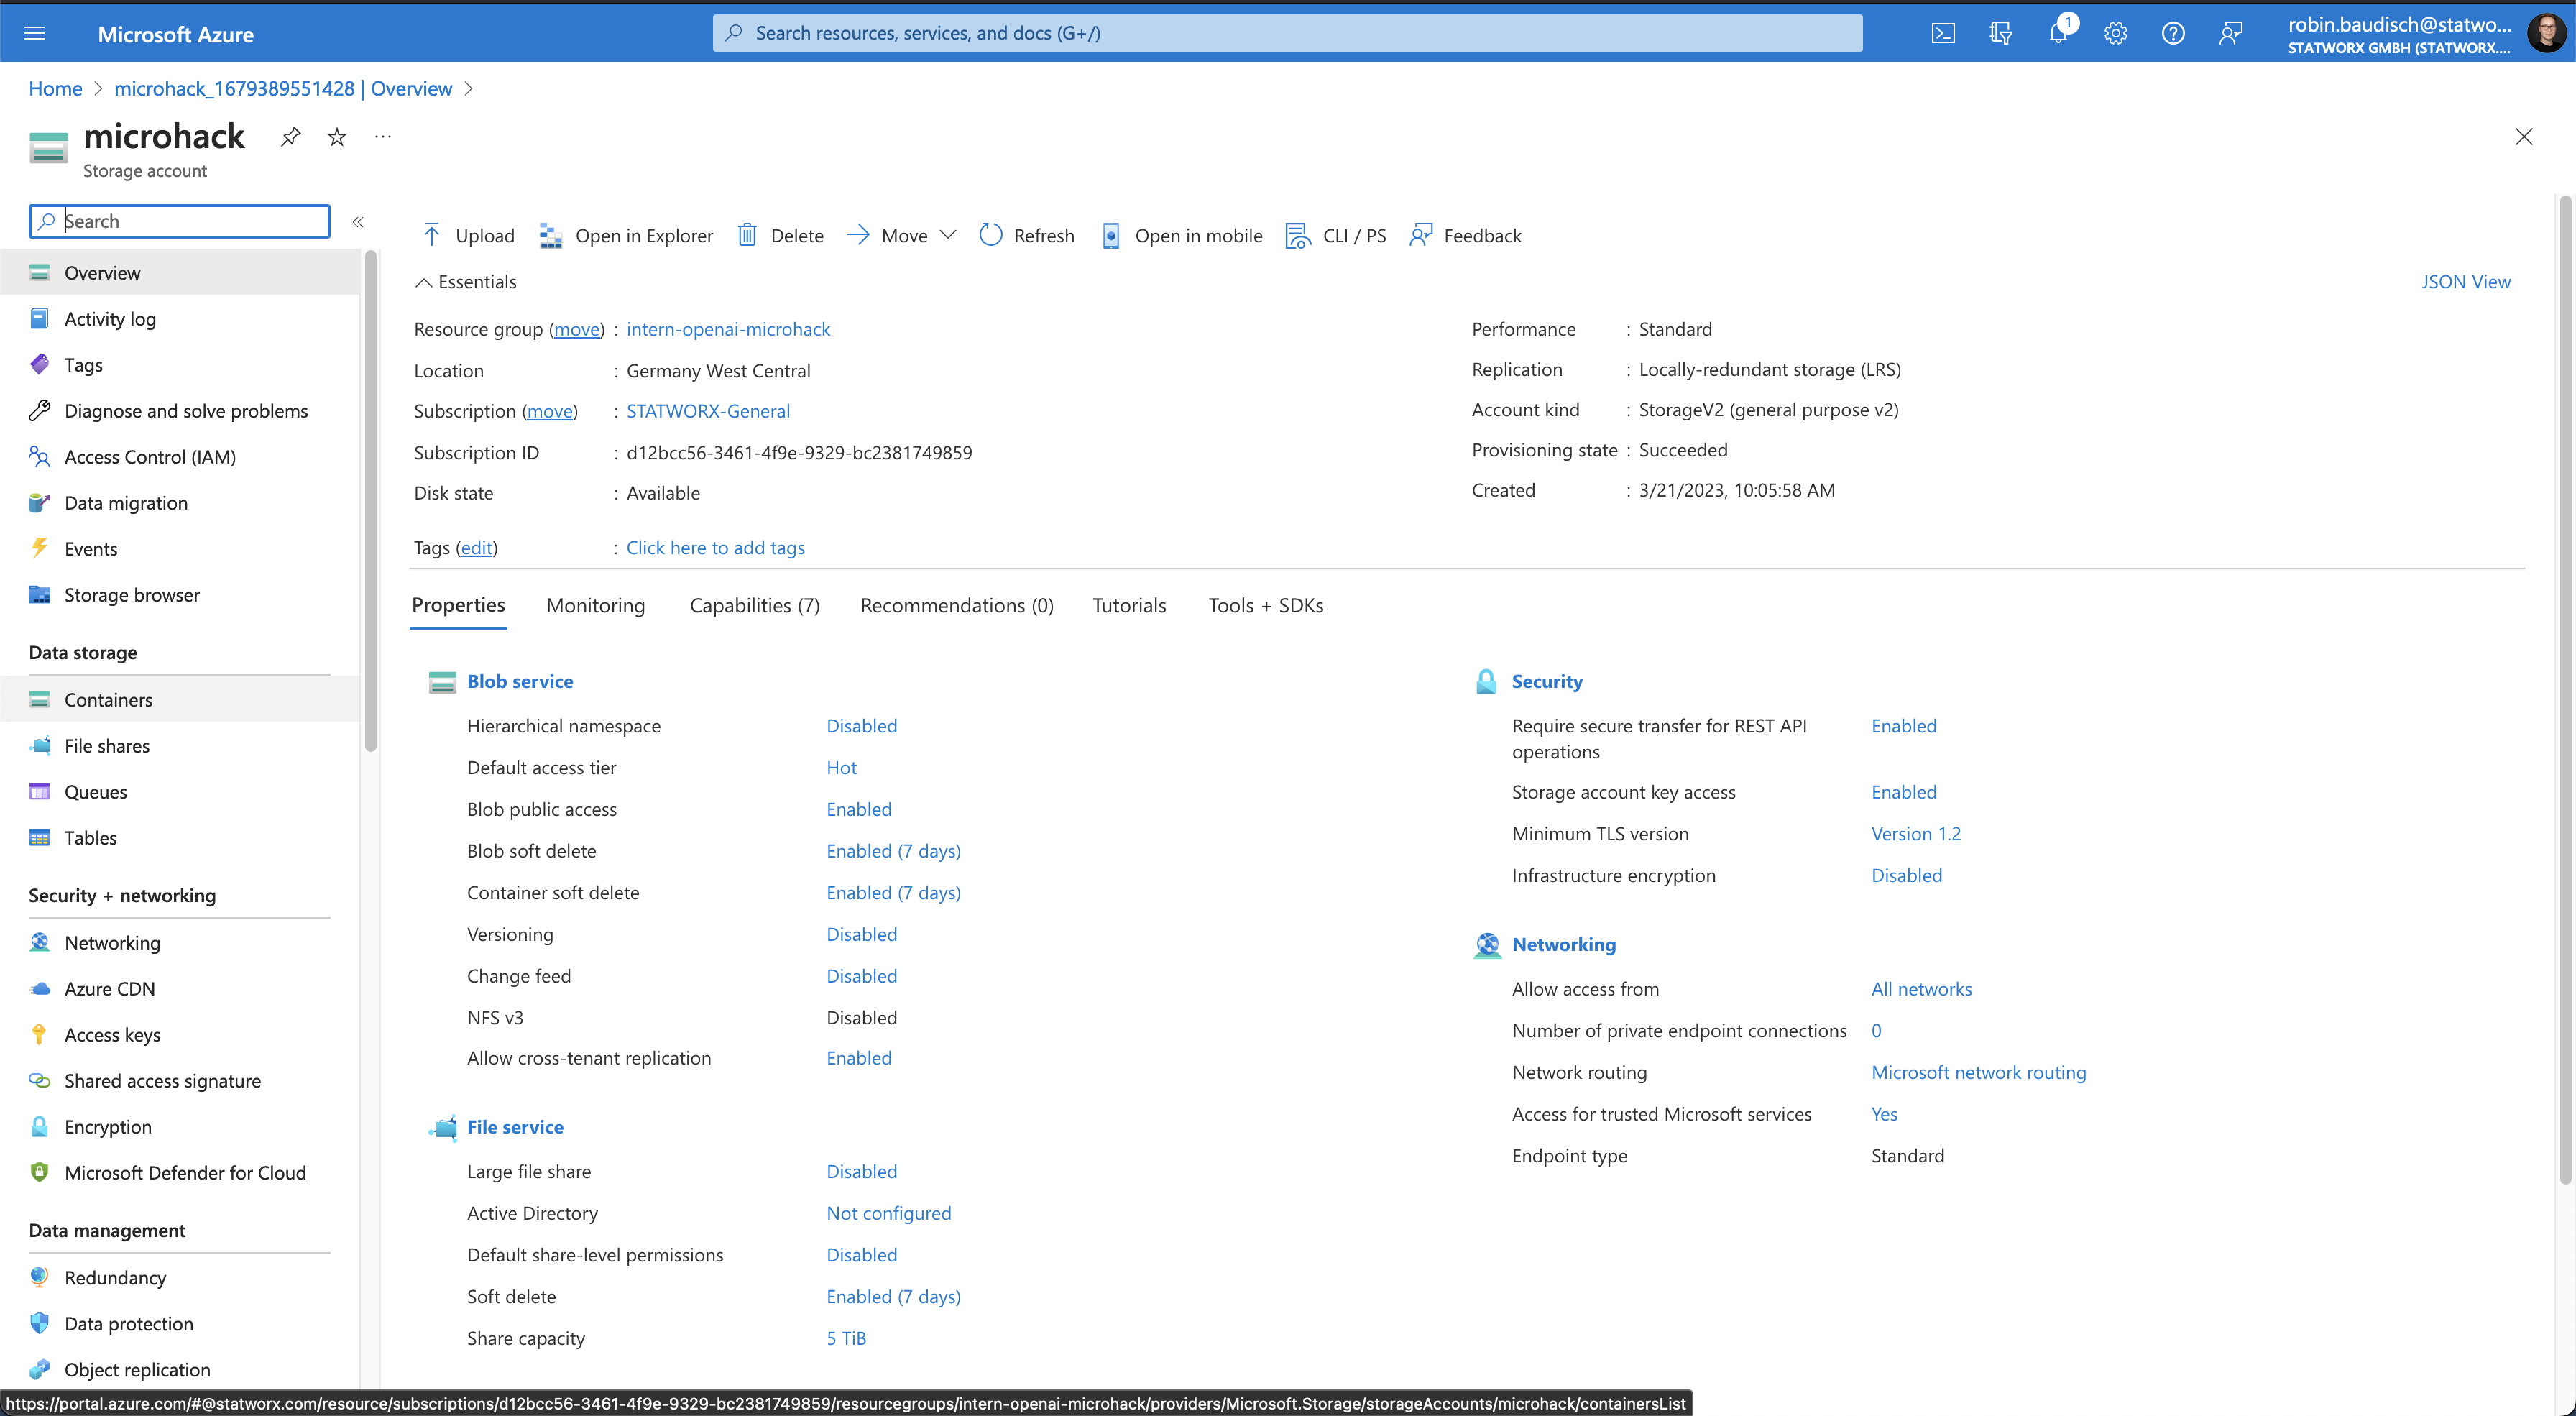 Microsoft Azure
Search resources, services, and docs (G+/)
1
robin.baudisch@statwo...
STATWORX GMBH (STATWORX....
Home > microhack_1679389551428 | Overview >
microhack
Storage account
Search
«
Upload
Open in Explorer
Delete
Move
Refresh
Open in mobile
CLI / PS
Feedback
Overview
Activity log
Tags
Diagnose and solve problems
Access Control (IAM)
Data migration
Events
Storage browser
Data storage
Containers
File shares
Queues
Tables
Security + networking
Networking
Azure CDN
Access keys
Shared access signature
Encryption
Microsoft Defender for Cloud
Data management
Redundancy
Data protection
Object replication
Essentials
JSON View
Resource group (move) : intern-openai-microhack
Location : Germany West Central
Subscription (move) : STATWORX-General
Subscription ID : d12bcc56-3461-4f9e-9329-bc2381749859
Disk state : Available
Tags (edit) : Click here to add tags
Performance : Standard
Replication : Locally-redundant storage (LRS)
Account kind : StorageV2 (general purpose v2)
Provisioning state : Succeeded
Created : 3/21/2023, 10:05:58 AM
Properties
Monitoring
Capabilities (7)
Recommendations (0)
Tutorials
Tools + SDKs
Blob service
Hierarchical namespace Disabled
Default access tier Hot
Blob public access Enabled
Blob soft delete Enabled (7 days)
Container soft delete Enabled (7 days)
Versioning Disabled
Change feed Disabled
NFS v3 Disabled
Allow cross-tenant replication Enabled
File service
Large file share Disabled
Active Directory Not configured
Default share-level permissions Disabled
Soft delete Enabled (7 days)
Share capacity 5 TiB
Security
Require secure transfer for REST API Enabled
operations
Storage account key access Enabled
Minimum TLS version Version 1.2
Infrastructure encryption Disabled
Networking
Allow access from All networks
Number of private endpoint connections 0
Network routing Microsoft network routing
Access for trusted Microsoft services Yes
Endpoint type Standard
https://portal.azure.com/#@statworx.com/resource/subscriptions/d12bcc56-3461-4f9e-9329-bc2381749859/resourcegroups/intern-openai-microhack/providers/Microsoft.Storage/storageAccounts/microhack/containersList